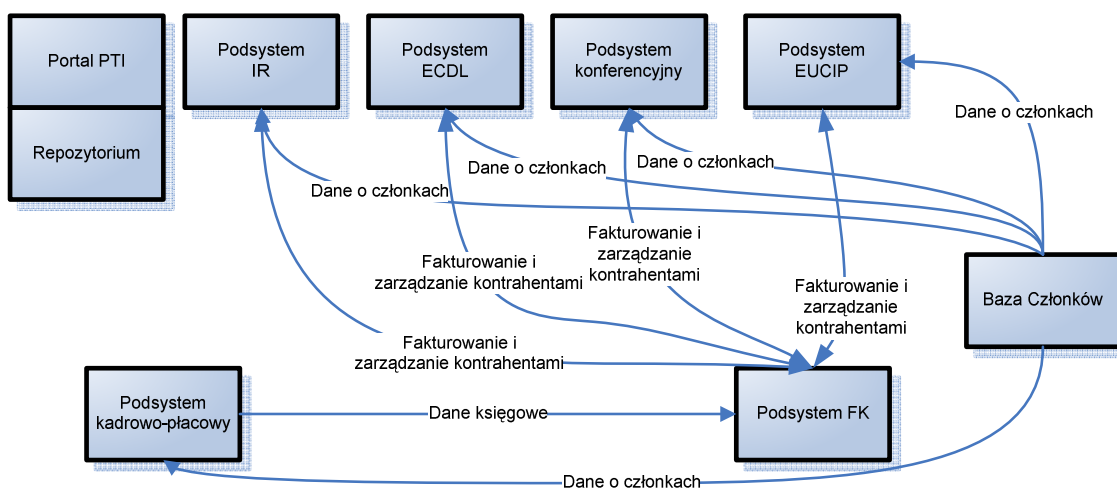 Portal PTI
Repozytorium
Podsystem
IR
Podsystem
ECDL
Podsystem
konferencyjny
Podsystem
EUCIP
Dane o członkach
Dane o członkach
Dane o członkach
Dane o członkach
Fakturowanie i
zarządzanie
kontrahentami
Fakturowanie i
zarządzanie kontrahentami
Fakturowanie i
zarządzanie
kontrahentami
Baza Członków
Fakturowanie i
zarządzanie kontrahentami
Podsystem
kadrowo-płacowy
Dane księgowe
Podsystem FK
Dane o członkach